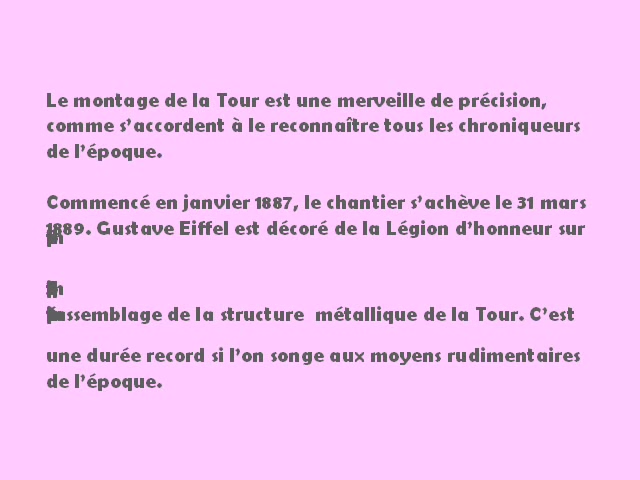 Le montage de la Tour est une merveille de précision,
comme s'accordent à le reconnaître tous les chroniqueurs
de l'époque.
Commencé en janvier 1887, le chantier s'achève le 31 mars
1889. Gustave Eiffel est décoré de la Légion d'honneur sur
de la structure métallique de la Tour. C'est
une durée record si l'on songe aux moyens rudimentaires
de l'époque.